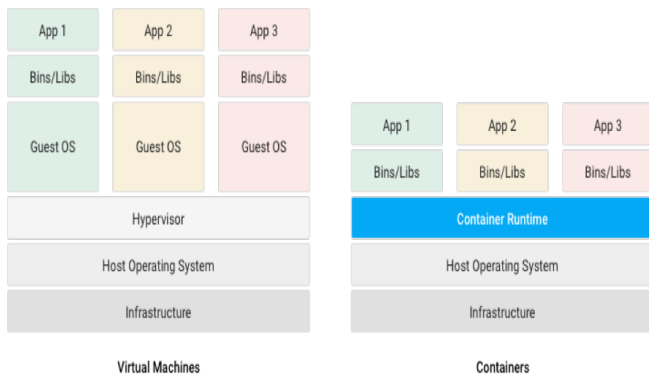 App 1 App 2 App 3
Bins/Libs Bins/Libs Bins/Libs
Guest OS Guest OS Guest OS
Hypervisor
Host Operating System
Infrastructure
Virtual Machines
App 1 App 2 App 3
Bins/Libs Bins/Libs Bins/Libs
Container Runtime
Host Operating System
Infrastructure
Containers